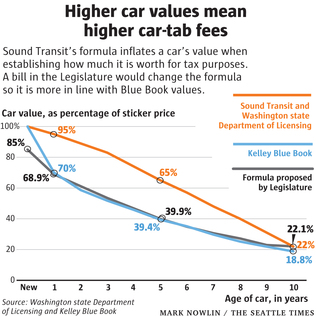 Higher car values mean
higher car-tab fees
Sound Transit's formula inflates a car's value when
establishing how much it is worth for tax purposes.
A bill in the Legislature would change the formula
so it is more in line with Blue Book values.
Car value, as percentage of sticker price
Sound Transit and
Washington state
Department of Licensing
Kelley Blue Book
Formula proposed
by Legislature
100%
80
60
40
20
0
95%
85%
70%
68.9%
65%
39.9%
39.4%
22.1%
22%
18.8%
New 1 2 3 4 5 6 7 8 9 10
Age of car, in years
Source: Washington state Department
of Licensing and Kelley Blue Book
MARK NOWLIN / THE SEATTLE TIMES